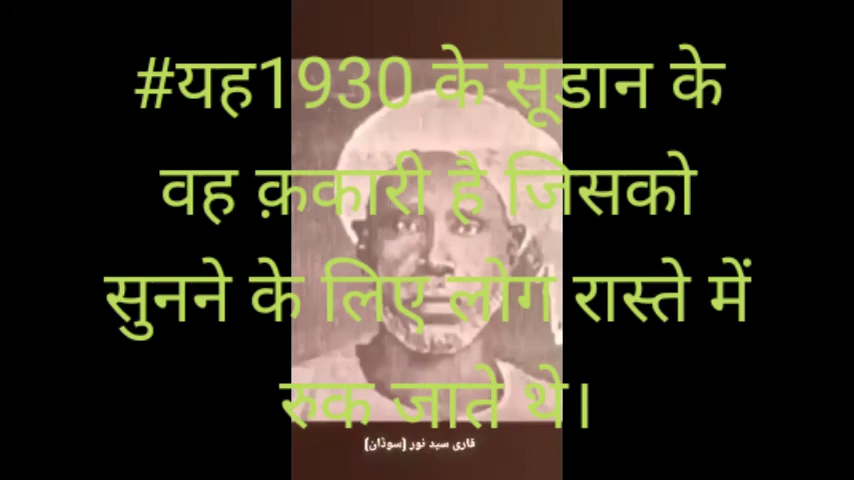 #यह1930 के सूडान के
वह क़कारी है जिसको
सुनने के लिए लोग रास्ते में
रुक जाते थे।
قاری سید نور (سوڈان)